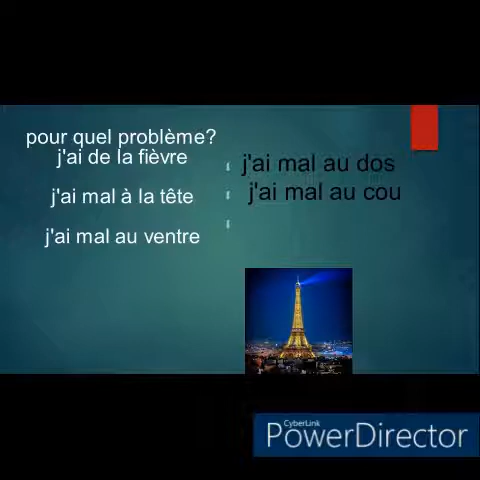 pour quel problème?
j'ai de la fièvre
j'ai mal à la tête
j'ai mal au ventre
j'ai mal au dos
j'ai mal au cou
CyberLink
PowerDirector